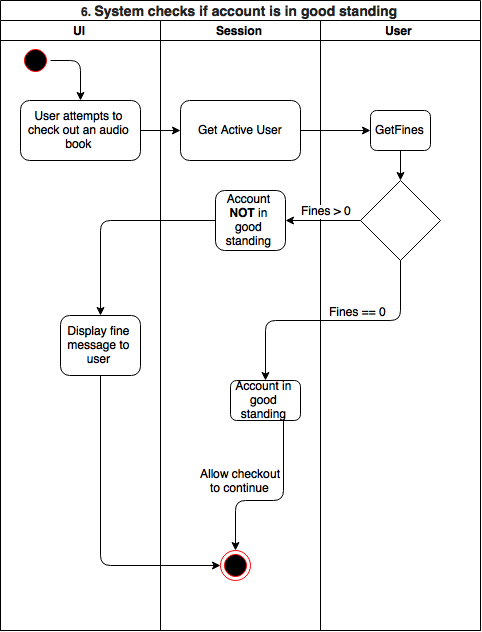 6. System checks if account is in good standing
UI
Session
User
User attempts to
check out an audio
book
Get Active User
GetFines
Account
NOT in
good
standing
Fines > 0
Display fine
message to
user
Fines == 0
Account in
good
standing
Allow checkout
to continue